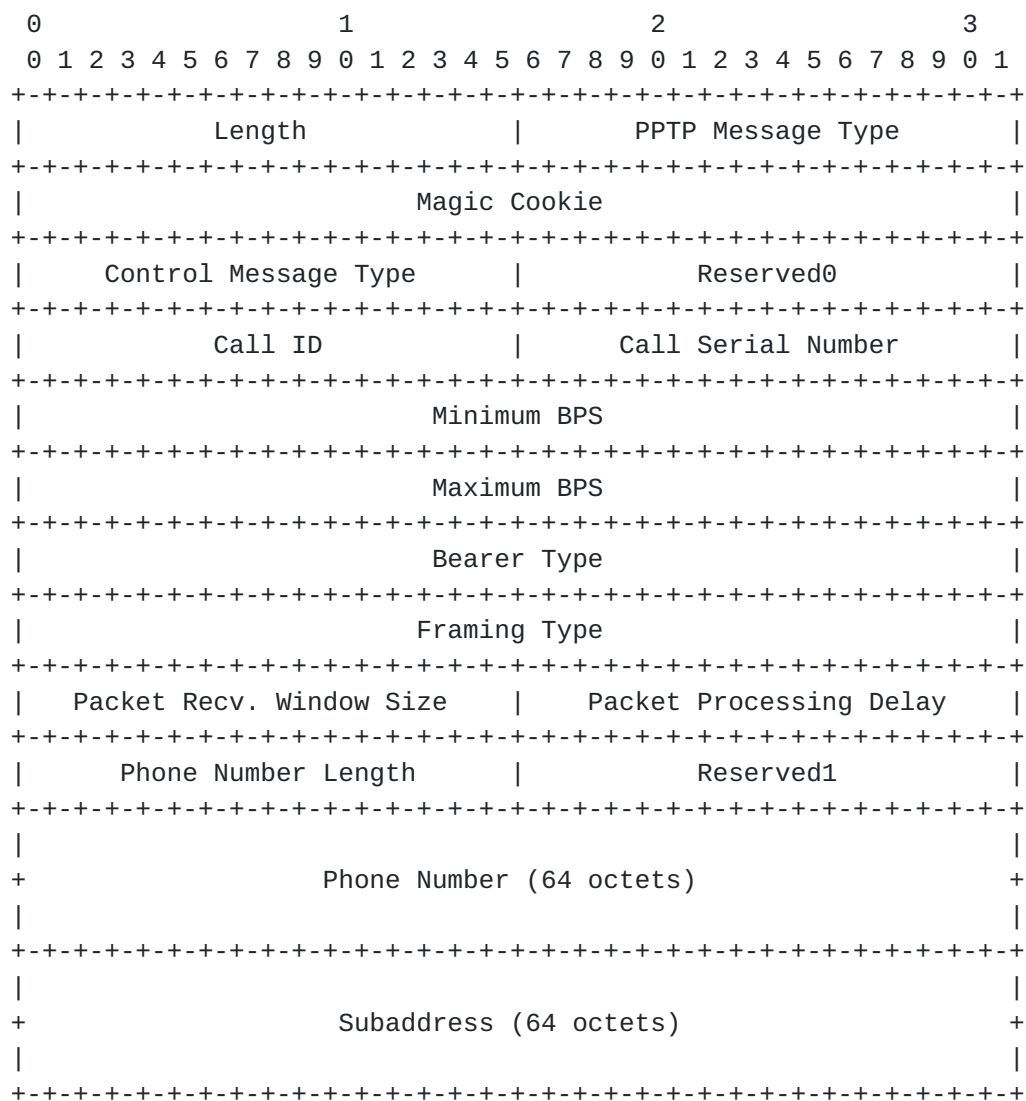 0                   1                   2                   3
 0 1 2 3 4 5 6 7 8 9 0 1 2 3 4 5 6 7 8 9 0 1 2 3 4 5 6 7 8 9 0 1
+-+-+-+-+-+-+-+-+-+-+-+-+-+-+-+-+-+-+-+-+-+-+-+-+-+-+-+-+-+-+-+-+
|            Length             |       PPTP Message Type       |
+-+-+-+-+-+-+-+-+-+-+-+-+-+-+-+-+-+-+-+-+-+-+-+-+-+-+-+-+-+-+-+-+
|                         Magic Cookie                          |
+-+-+-+-+-+-+-+-+-+-+-+-+-+-+-+-+-+-+-+-+-+-+-+-+-+-+-+-+-+-+-+-+
|     Control Message Type      |           Reserved0           |
+-+-+-+-+-+-+-+-+-+-+-+-+-+-+-+-+-+-+-+-+-+-+-+-+-+-+-+-+-+-+-+-+
|            Call ID            |      Call Serial Number       |
+-+-+-+-+-+-+-+-+-+-+-+-+-+-+-+-+-+-+-+-+-+-+-+-+-+-+-+-+-+-+-+-+
|                          Minimum BPS                          |
+-+-+-+-+-+-+-+-+-+-+-+-+-+-+-+-+-+-+-+-+-+-+-+-+-+-+-+-+-+-+-+-+
|                          Maximum BPS                          |
+-+-+-+-+-+-+-+-+-+-+-+-+-+-+-+-+-+-+-+-+-+-+-+-+-+-+-+-+-+-+-+-+
|                          Bearer Type                          |
+-+-+-+-+-+-+-+-+-+-+-+-+-+-+-+-+-+-+-+-+-+-+-+-+-+-+-+-+-+-+-+-+
|                         Framing Type                          |
+-+-+-+-+-+-+-+-+-+-+-+-+-+-+-+-+-+-+-+-+-+-+-+-+-+-+-+-+-+-+-+-+
|   Packet Recv. Window Size    |    Packet Processing Delay    |
+-+-+-+-+-+-+-+-+-+-+-+-+-+-+-+-+-+-+-+-+-+-+-+-+-+-+-+-+-+-+-+-+
|      Phone Number Length      |           Reserved1           |
+-+-+-+-+-+-+-+-+-+-+-+-+-+-+-+-+-+-+-+-+-+-+-+-+-+-+-+-+-+-+-+-+
|                                                               |
+                   Phone Number (64 octets)                    +
|                                                               |
+-+-+-+-+-+-+-+-+-+-+-+-+-+-+-+-+-+-+-+-+-+-+-+-+-+-+-+-+-+-+-+-+
|                                                               |
+                    Subaddress (64 octets)                     +
|                                                               |
+-+-+-+-+-+-+-+-+-+-+-+-+-+-+-+-+-+-+-+-+-+-+-+-+-+-+-+-+-+-+-+-+